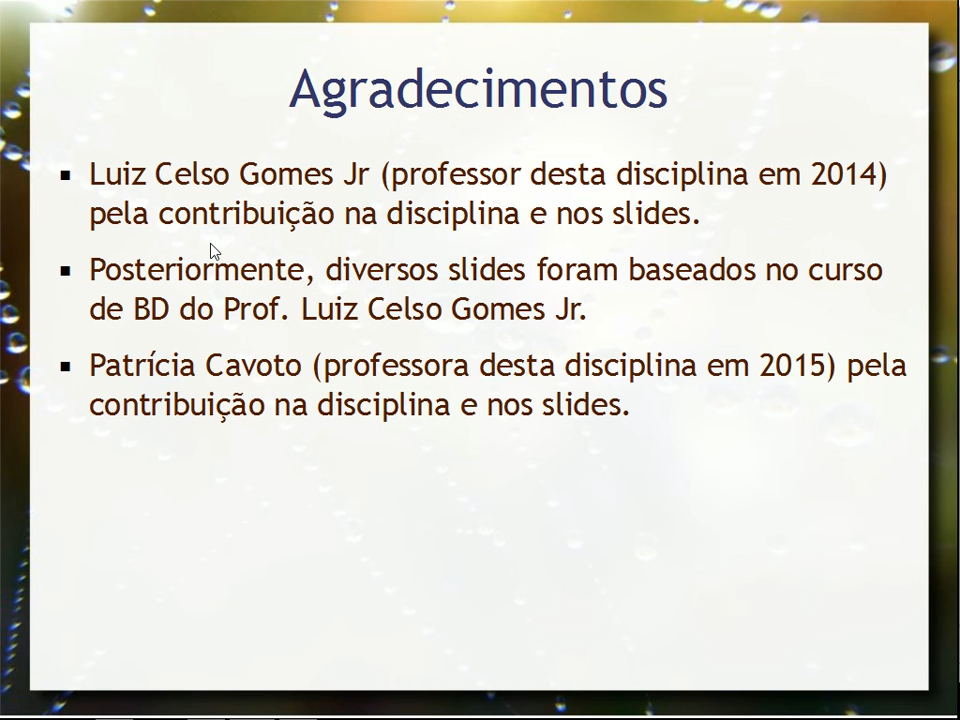 Agradecimentos
Luiz Celso Gomes Jr (professor desta disciplina em 2014)
pela contribuição na disciplina e nos slides.
Posteriormente, diversos slides foram baseados no curso
de BD do Prof. Luiz Celso Gomes Jr.
Patrícia Cavoto (professora desta disciplina em 2015) pela
contribuição na disciplina e nos slides.